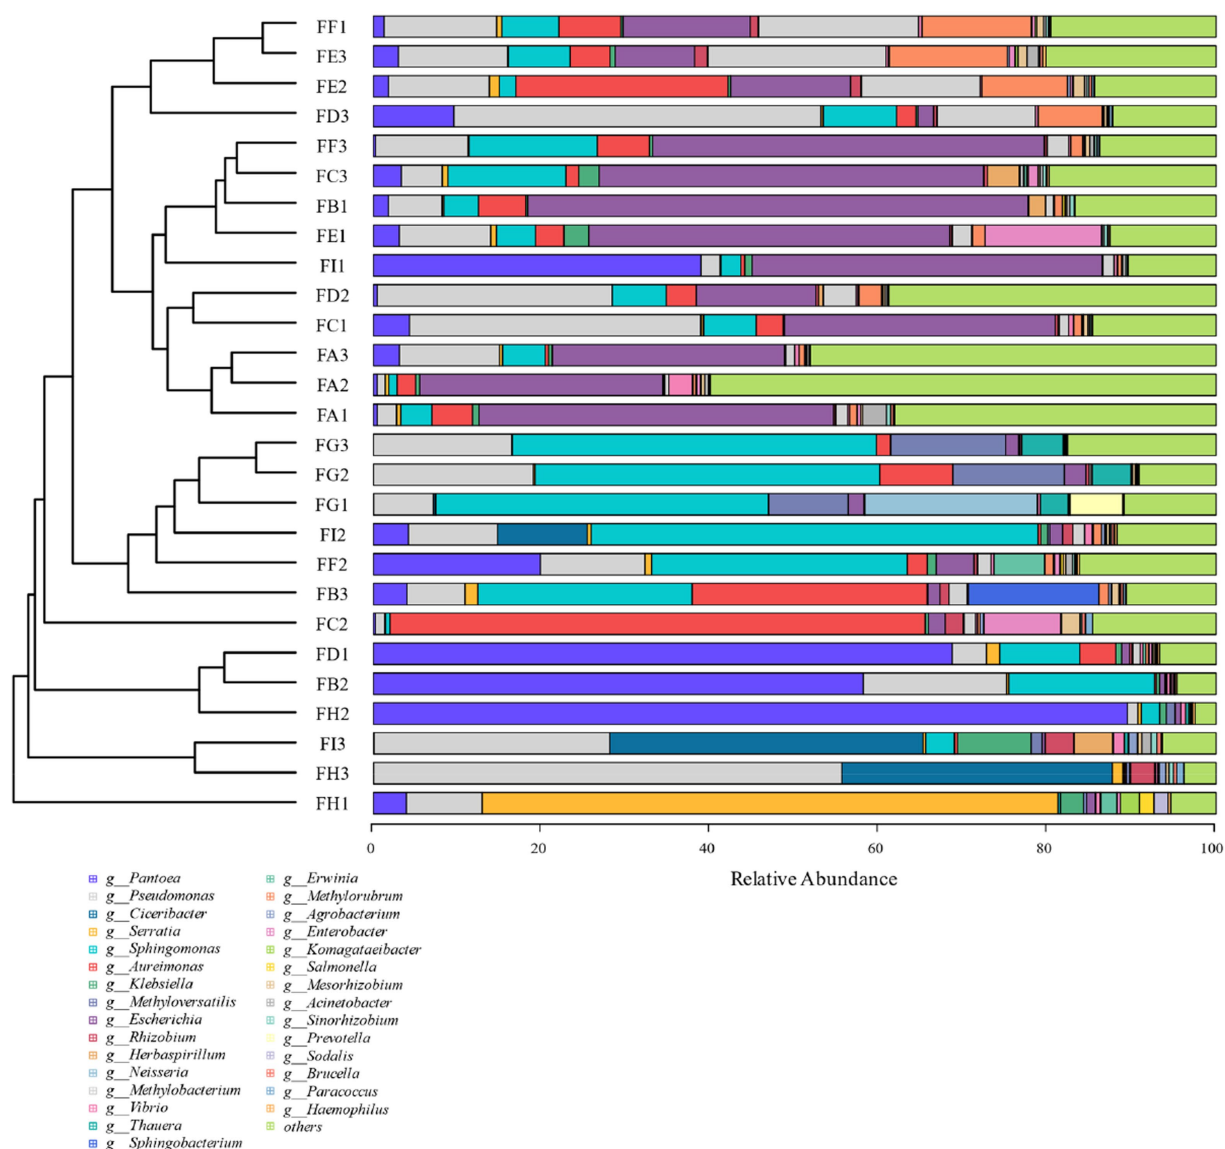 FF1
FE3
FE2
FD3
FF3
FC3
FB1
FE1
FI1
FD2
FC1
FA3
FA2
FA1
FG3
FG2
FG1
FI2
FF2
FB3
FC2
FD1
FB2
FH2
FI3
FH3
FH1
0 20 40 60 80 100
Relative Abundance
g__Pantoea
g__Pseudomonas
g__Ciceribacter
g__Serratia
g__Sphingomonas
g__Aureimonas
g__Klebsiella
g__Methyloversatilis
g__Escherichia
g__Rhizobium
g__Herbaspirillum
g__Neisseria
g__Methylobacterium
g__Vibrio
g__Thauera
g__Sphingobacterium
g__Erwinia
g__Methylorubrum
g__Agrobacterium
g__Enterobacter
g__Komagataeibacter
g__Salmonella
g__Mesorhizobium
g__Acinetobacter
g__Sinorhizobium
g__Prevotella
g__Sodalis
g__Brucella
g__Paracoccus
g__Haemophilus
others